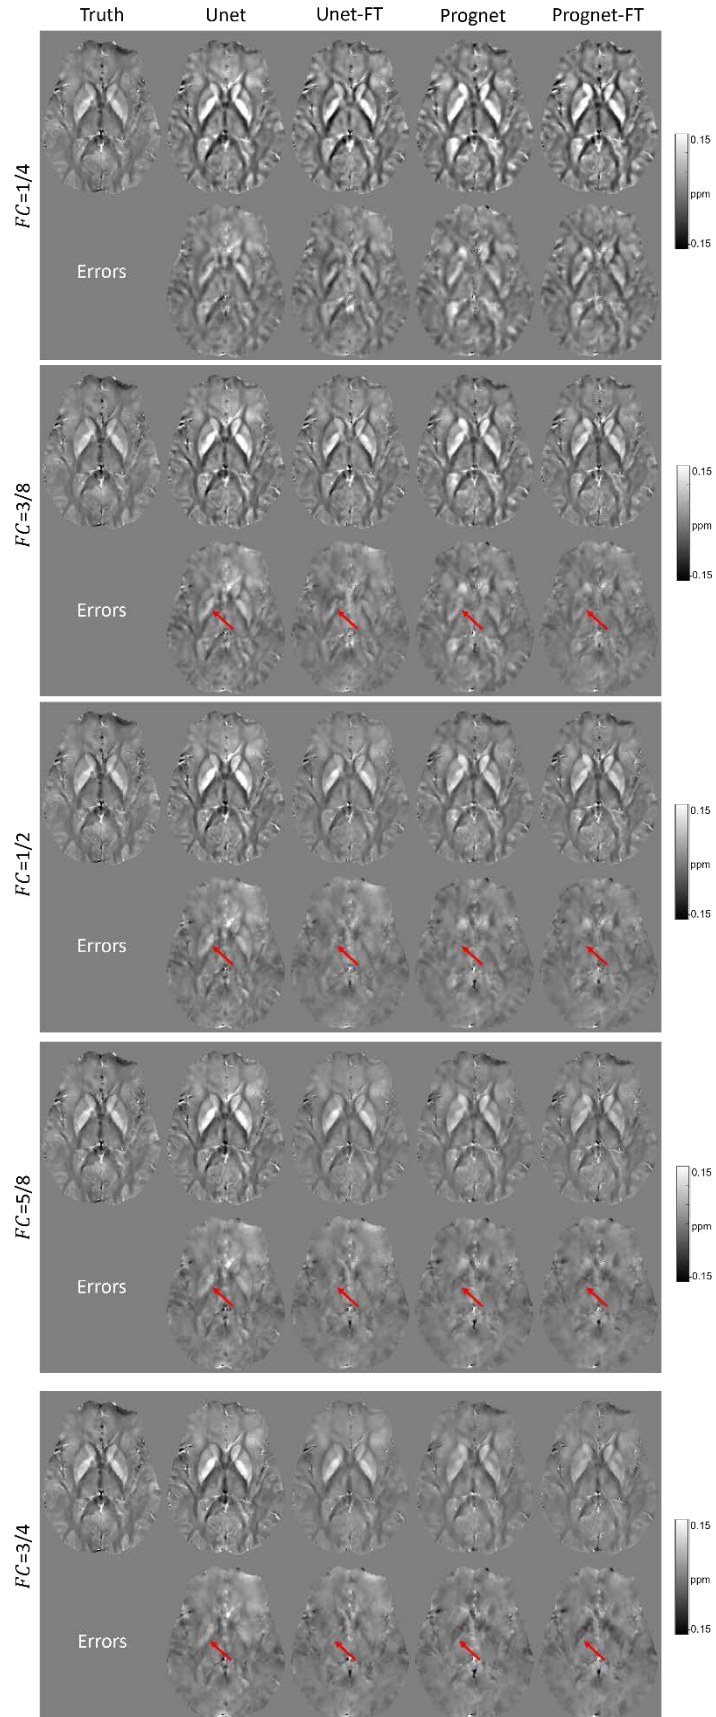 Truth Unet Unet-FT Prognet Prognet-FT
FC=1/4
0.15
ppm
-0.15
Errors
FC=3/8
0.15
ppm
-0.15
Errors
FC=1/2
0.15
ppm
-0.15
Errors
FC=5/8
0.15
ppm
-0.15
Errors
FC=3/4
0.15
ppm
-0.15
Errors